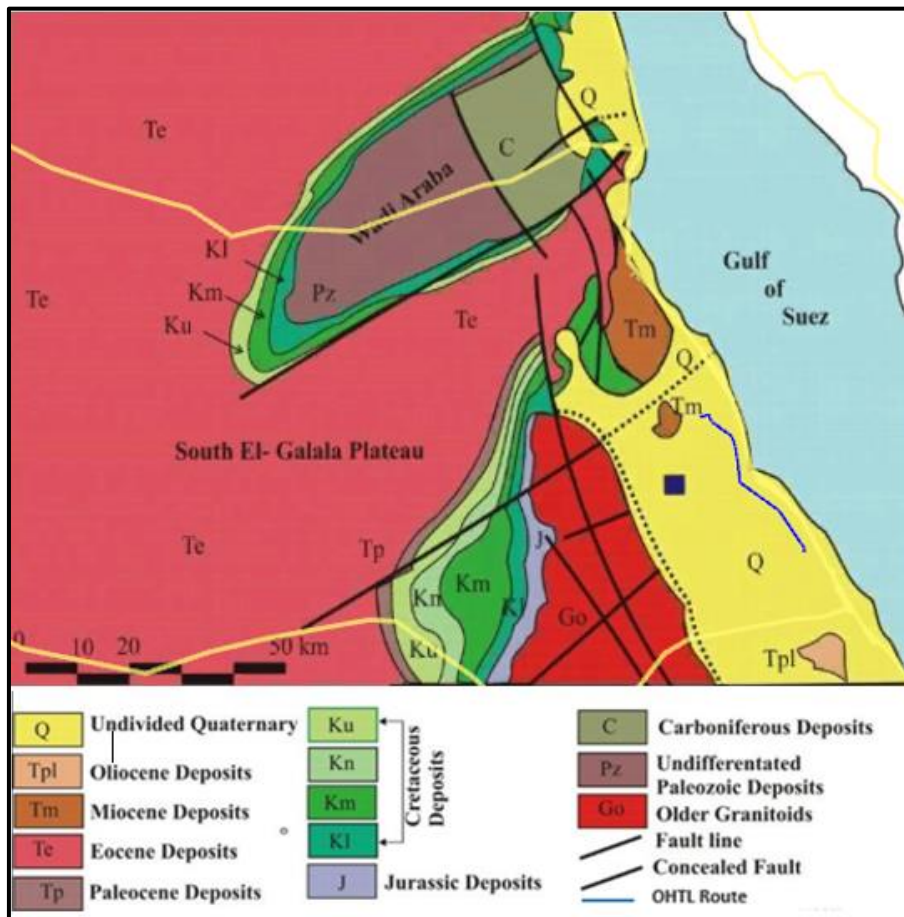 Te
Q
C
Wadi Araba
Kl
Km
Ku
Pz
Te
Te
Tm
Q
Gulf
of
Suez
Tm
South El- Galala Plateau
Te
Tp
J
Q
Kn
Km
Kl
Go
Ku
Tpl
0 10 20 50 km
Q Undivided Quaternary
Tpl Oliocene Deposits
Tm Miocene Deposits
Te Eocene Deposits
Tp Paleocene Deposits
Ku
Kn
Km
Kl
Cretaceous
Deposits
J Jurassic Deposits
C Carboniferous Deposits
Pz Undifferentated
Paleozoic Deposits
Go Older Granitoids
Fault line
Concealed Fault
OHTL Route